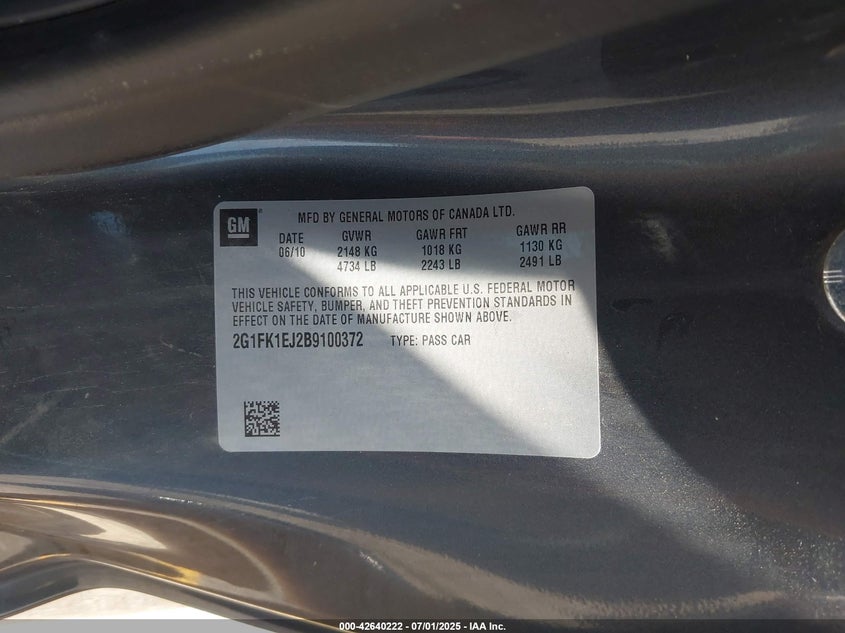 GM
MFD BY GENERAL MOTORS OF CANADA LTD.
DATE GVWR GAWR FRT GAWR RR
06/10 2148 KG 1018 KG 1130 KG
4734 LB 2243 LB 2491 LB
THIS VEHICLE CONFORMS TO ALL APPLICABLE U.S. FEDERAL MOTOR
VEHICLE SAFETY, BUMPER, AND THEFT PREVENTION STANDARDS IN
EFFECT ON THE DATE OF MANUFACTURE SHOWN ABOVE.
2G1FK1EJ2B9100372 TYPE: PASS CAR
000-42640222 - 07/01/2025 - IAA Inc.